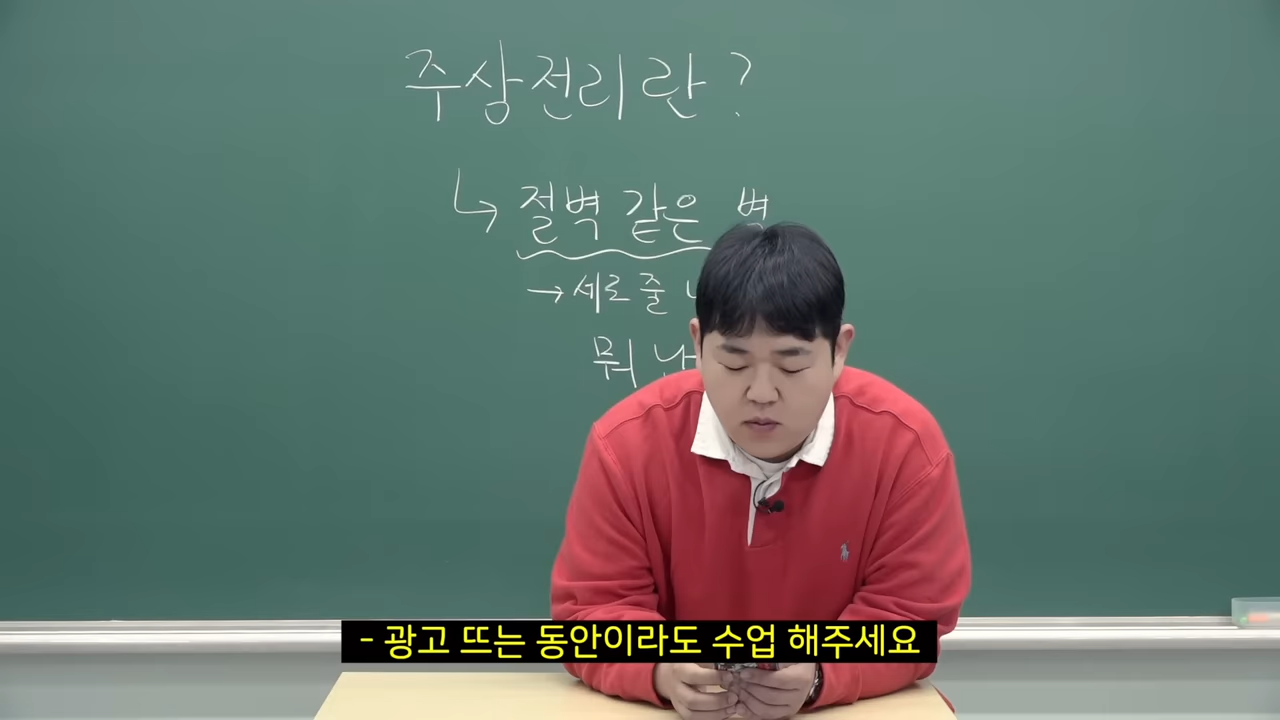 주상전리란?
↳ 절벽 같은 벽
→ 세로 줄
뭐
- 광고 뜨는 동안이라도 수업 해주세요